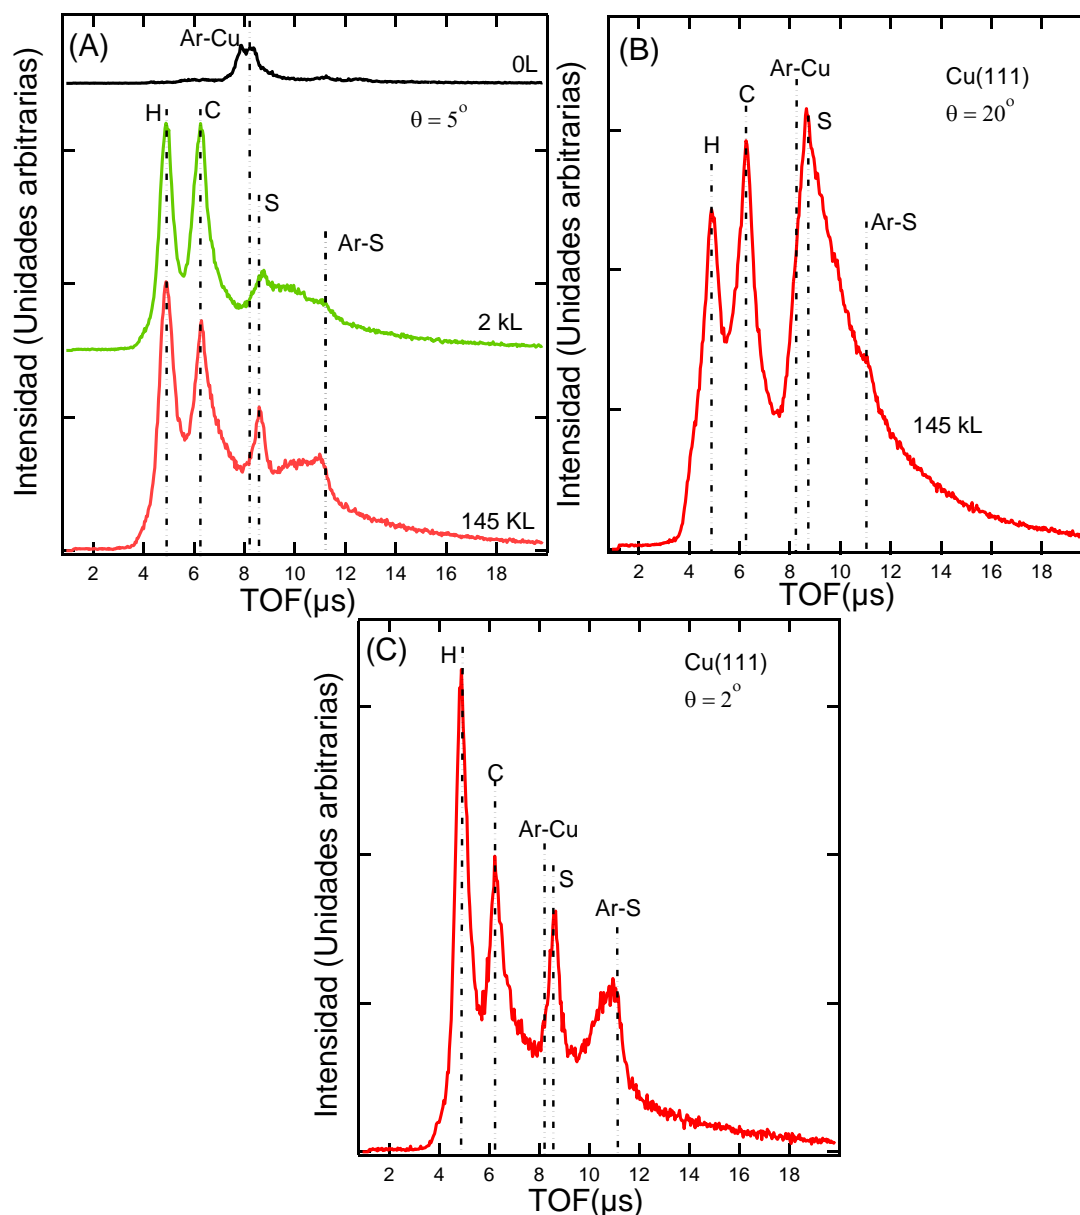 (A)
Ar-Cu
0L
H
C
θ = 5°
S
Ar-S
2 kL
145 KL
Intensidad (Unidades arbitrarias)
2 4 6 8 10 12 14 16 18
TOF(µs)
(B)
Ar-Cu
Cu(111)
θ = 20°
C
S
H
Ar-S
145 kL
Intensidad (Unidades arbitrarias)
2 4 6 8 10 12 14 16 18
TOF(µs)
(C)
H
Cu(111)
θ = 2°
C
Ar-Cu
S
Ar-S
Intensidad (Unidades arbitrarias)
2 4 6 8 10 12 14 16 18
TOF(µs)